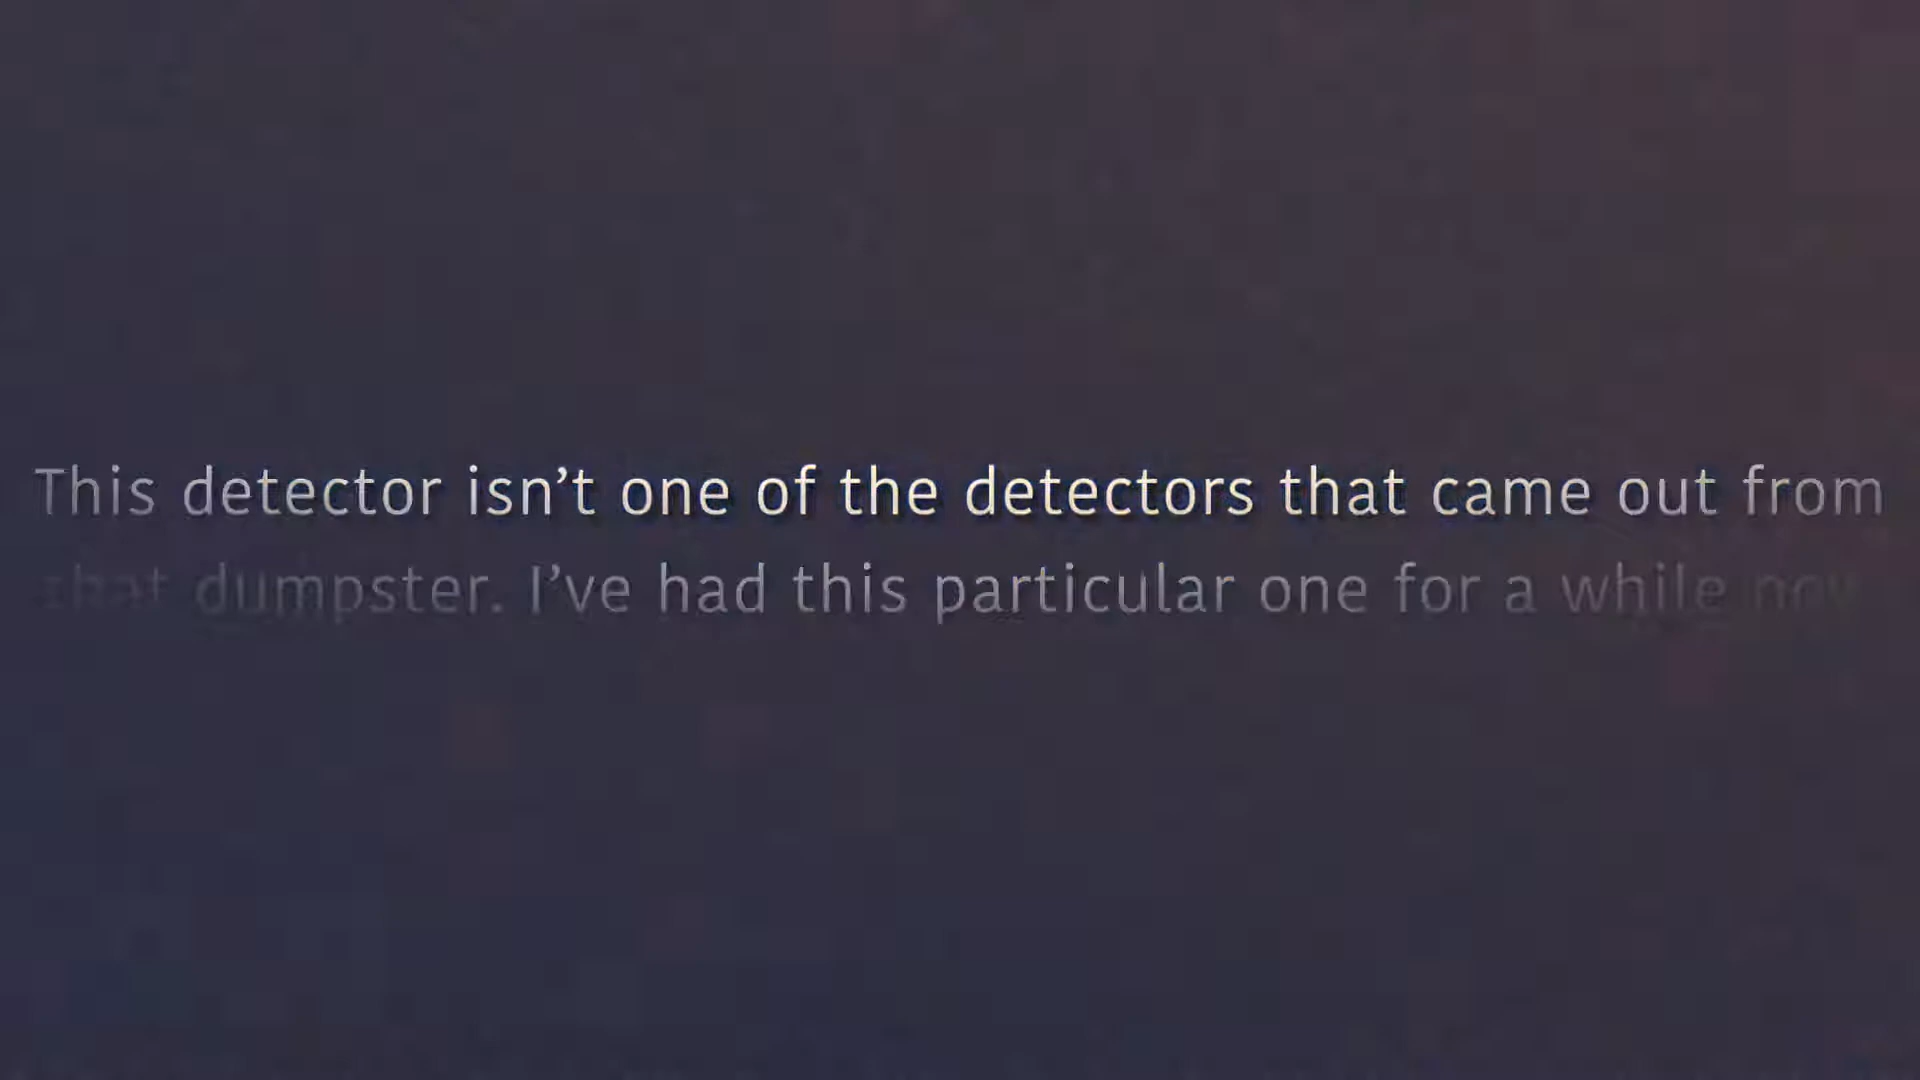 This detector isn’t one of the detectors that came out from
that dumpster. I’ve had this particular one for a while